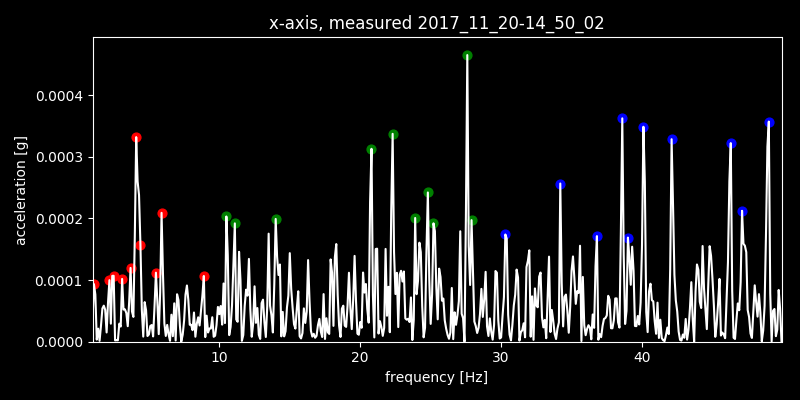 x-axis, measured 2017_11_20-14_50_02
acceleration [g]
0.0004
0.0003
0.0002
0.0001
0.0000
10 20 30 40
frequency [Hz]